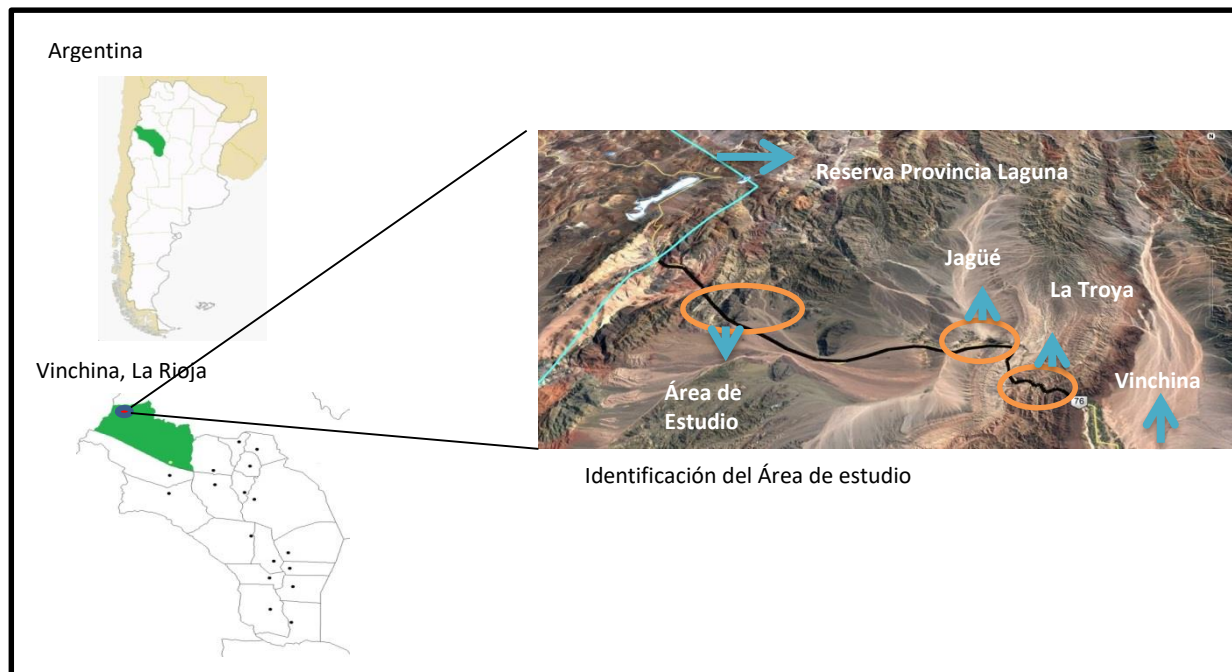 Argentina
Reserva Provincia Laguna
Jagüé
La Troya
Área de
Estudio
Vinchina
76
N
Vinchina, La Rioja
Identificación del Área de estudio